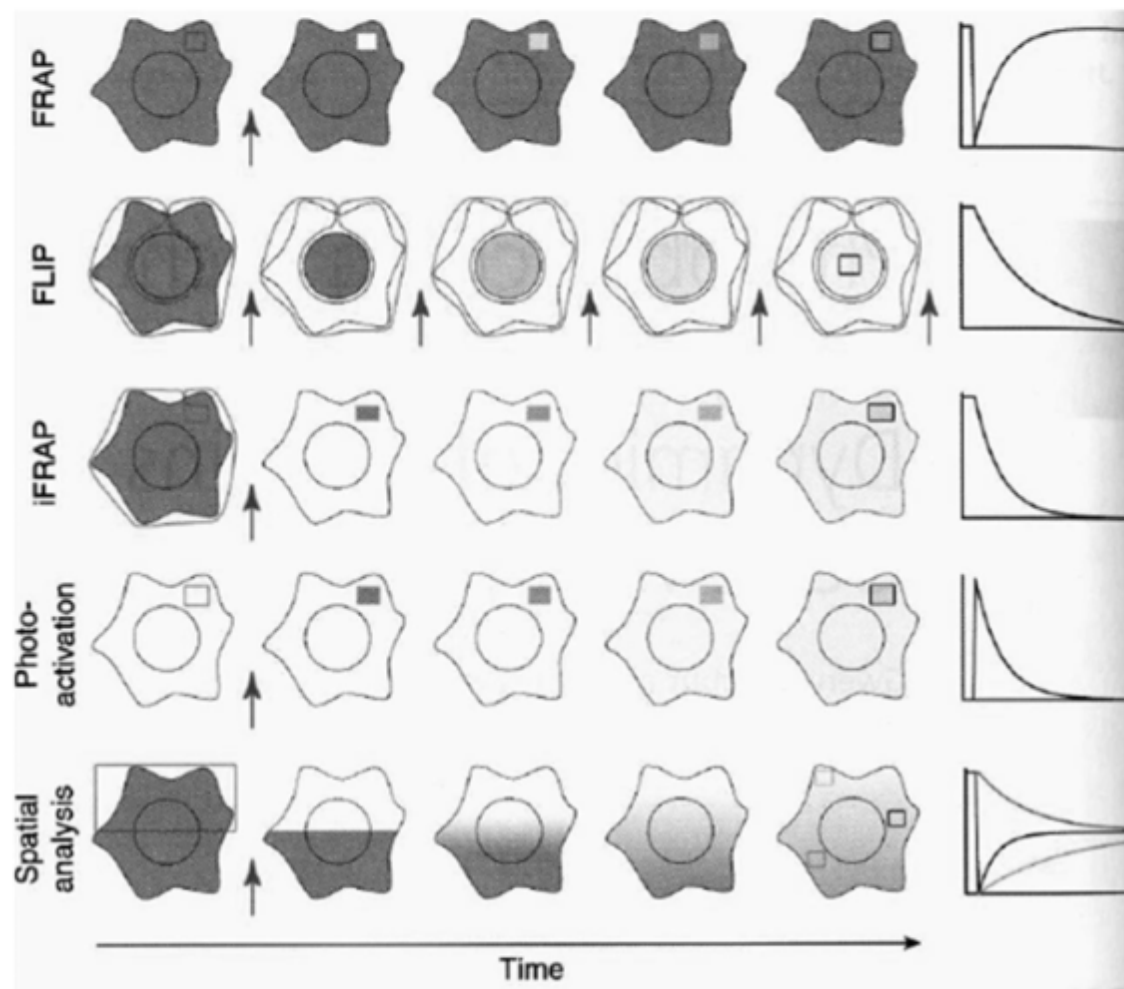 FRAP
FLIP
iFRAP
Photo-
activation
Spatial
analysis
Time